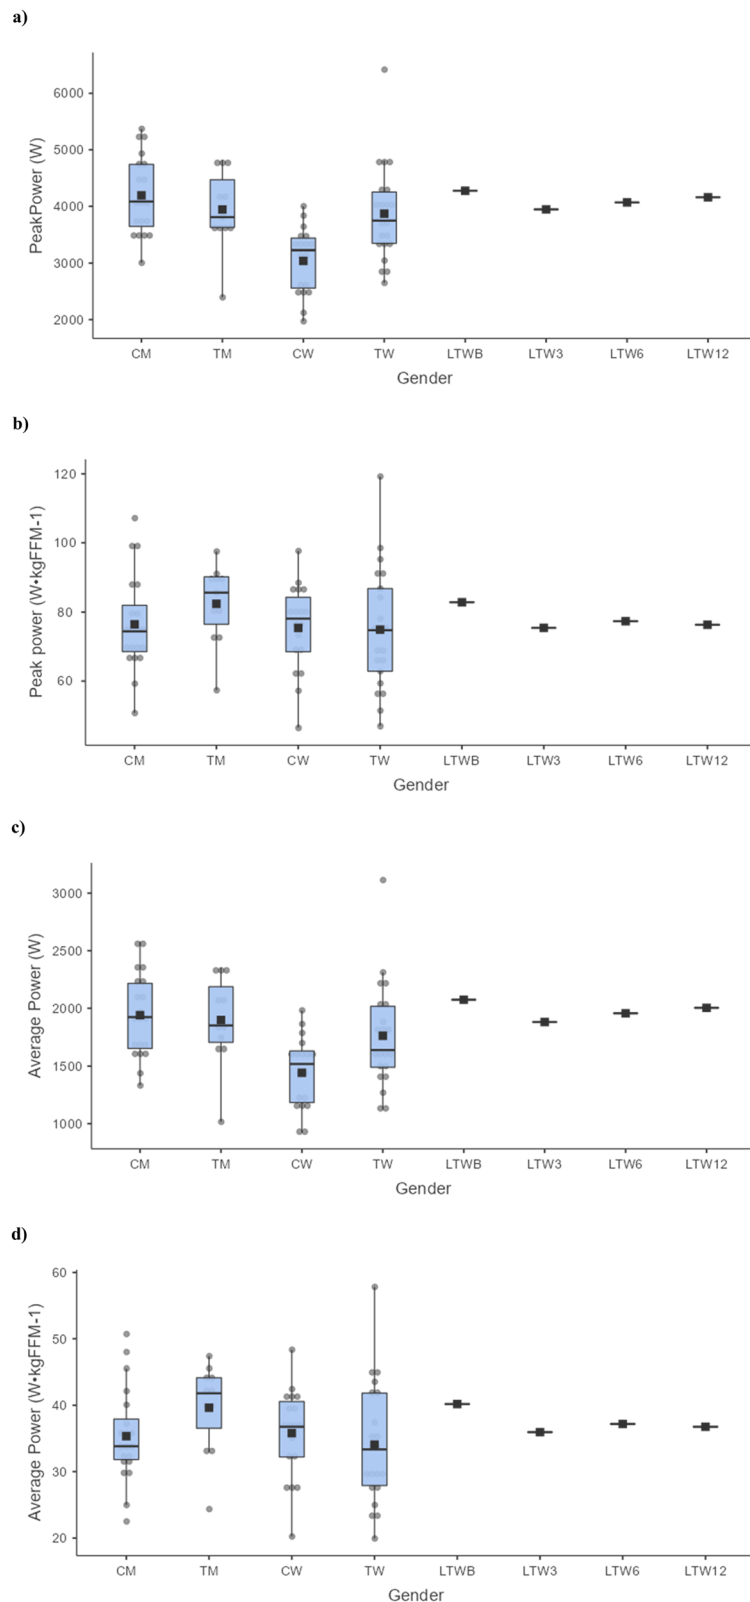 a)
PeakPower (W)
6000
5000
4000
3000
2000
CM TM CW TW LTWB LTW3 LTW6 LTW12
Gender
b)
Peak power (W•kgFFM-1)
120
100
80
60
CM TM CW TW LTWB LTW3 LTW6 LTW12
Gender
c)
Average Power (W)
3000
2500
2000
1500
1000
CM TM CW TW LTWB LTW3 LTW6 LTW12
Gender
d)
Average Power (W•kgFFM-1)
60
50
40
30
20
CM TM CW TW LTWB LTW3 LTW6 LTW12
Gender